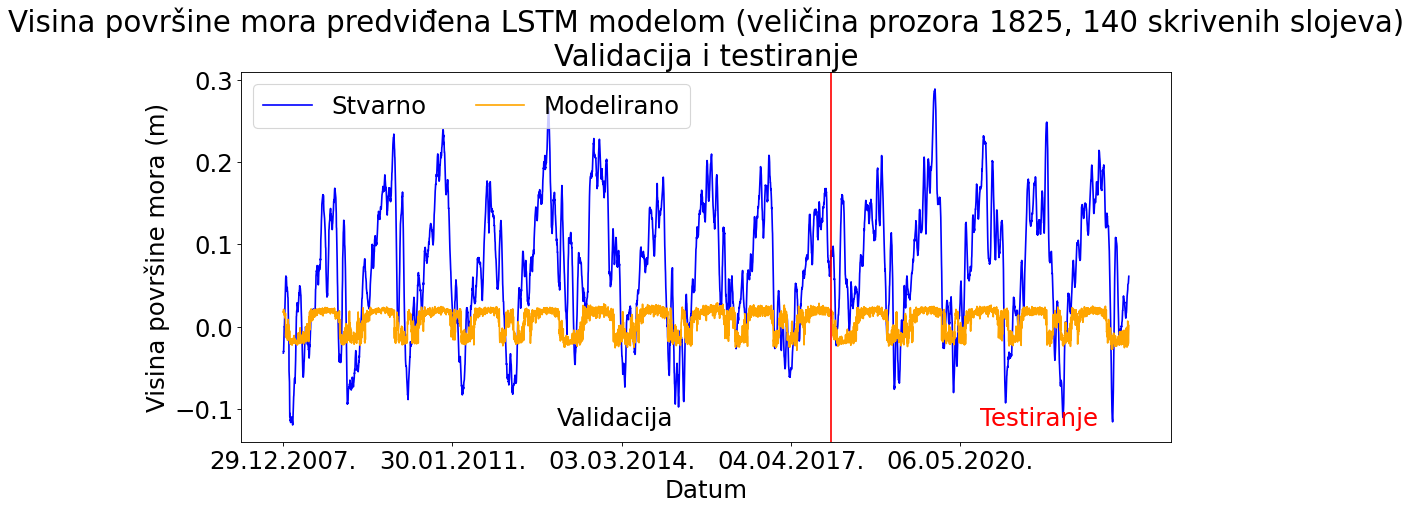 Visina površine mora predviđena LSTM modelom (veličina prozora 1825, 140 skrivenih slojeva)
Validacija i testiranje
Stvarno
Modelirano
Visina površine mora (m)
0.3
0.2
0.1
0.0
−0.1
Validacija
Testiranje
29.12.2007.
30.01.2011.
03.03.2014.
04.04.2017.
06.05.2020.
Datum